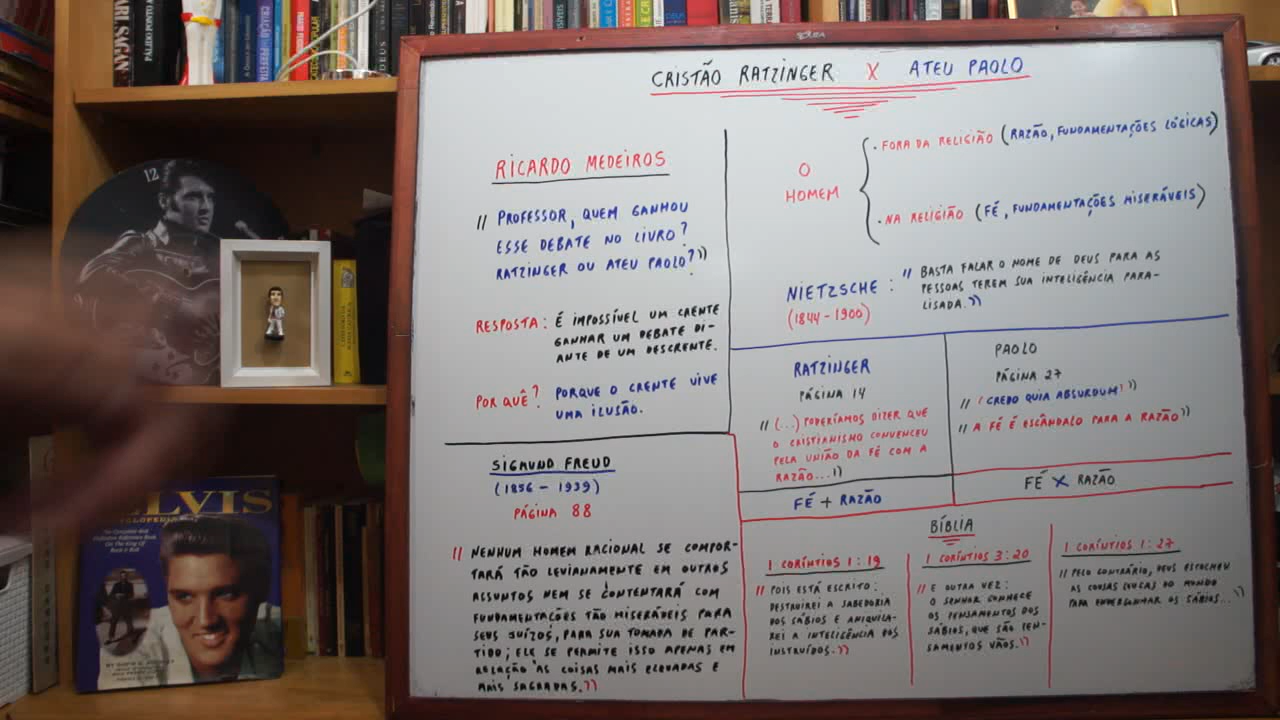 CARL SAGAN
PÁLIDO PONTO
CRISTÃO RATZINGER X ATEU PAOLO
RICARDO MEDEIROS
" PROFESSOR, QUEM GANHOU
ESSE DEBATE NO LIVRO?
RATZINGER OU ATEU PAOLO?"
RESPOSTA: É IMPOSSÍVEL UM CRENTE
GANHAR UM DEBATE DI-
ANTE DE UM DESCRENTE.
POR QUÊ? PORQUE O CRENTE VIVE
UMA ILUSÃO.
O
HOMEM
. FORA DA RELIGIÃO (RAZÃO, FUNDAMENTAÇÕES LÓGICAS)
. NA RELIGIÃO (FÉ, FUNDAMENTAÇÕES MISERÁVEIS)
NIETZSCHE:
(1844-1900)
" BASTA FALAR O NOME DE DEUS PARA AS
PESSOAS TEREM SUA INTELIGÊNCIA PARA-
LISADA."
RATZINGER
PÁGINA 14
" (...) PODERÍAMOS DIZER QUE
O CRISTIANISMO CONVENCEU
PELA UNIÃO DA FÉ COM A
RAZÃO..."
FÉ + RAZÃO
PAOLO
PÁGINA 27
" 'CREDO QUIA ABSURDUM' "
" A FÉ É ESCÂNDALO PARA A RAZÃO"
FÉ X RAZÃO
SIGMUND FREUD
(1856 - 1939)
PÁGINA 88
" NENHUM HOMEM RACIONAL SE COMPOR-
TARÁ TÃO LEVIANAMENTE EM OUTROS
ASSUNTOS NEM SE CONTENTARÁ COM
FUNDAMENTAÇÕES TÃO MISERÁVEIS PARA
SEUS JUÍZOS, PARA SUA TOMADA DE PAR-
TIDO; ELE SE PERMITE ISSO APENAS EM
RELAÇÃO ÀS COISAS MAIS ELEVADAS E
MAIS SAGRADAS."
BÍBLIA
1 CORÍNTIOS 1:19
" POIS ESTÁ ESCRITO:
DESTRUIREI A SABEDORIA
DOS SÁBIOS E ANIQUILA-
REI A INTELIGÊNCIA DOS
INSTRUÍDOS."
1 CORÍNTIOS 3:20
" E OUTRA VEZ:
O SENHOR CONHECE
OS PENSAMENTOS DOS
SÁBIOS, QUE SÃO PEN-
SAMENTOS VÃOS."
1 CORÍNTIOS 1:27
" PELO CONTRÁRIO, DEUS ESCOLHEU
AS COISAS LOUCAS DO MUNDO
PARA ENVERGONHAR OS SÁBIOS..."
12
ELVIS